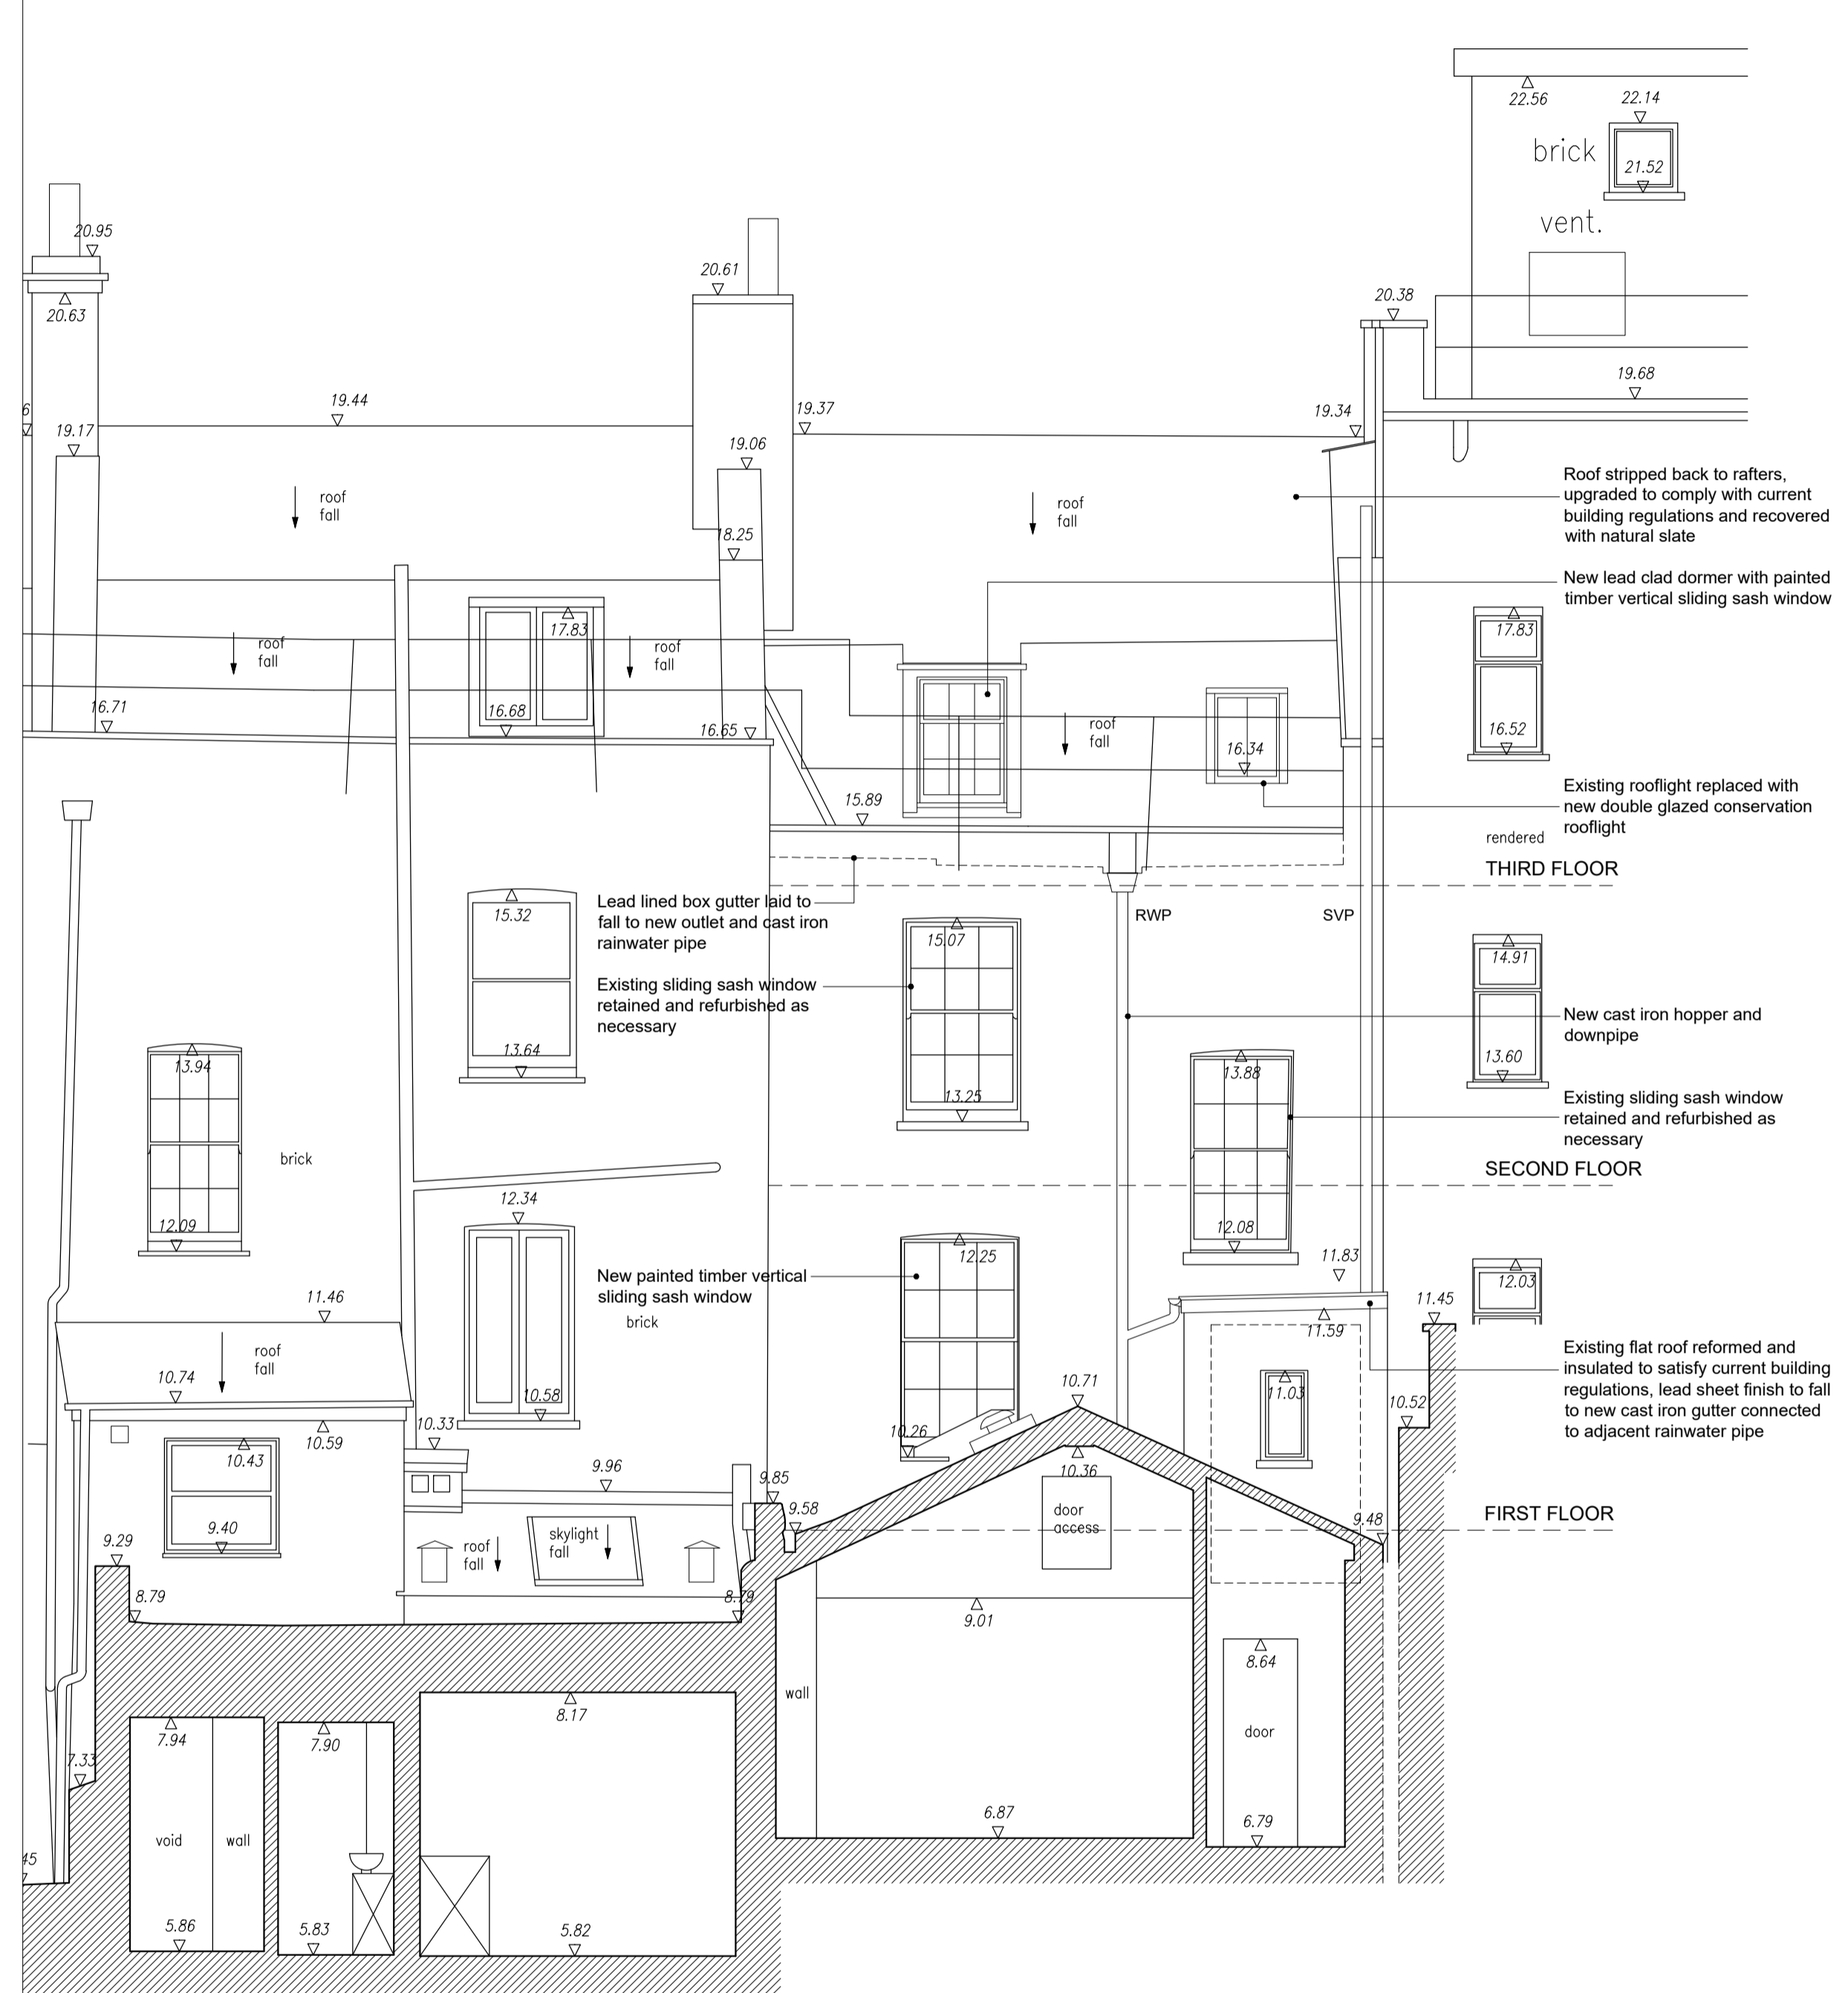 22.56
22.14
brick
21.52
vent.
20.95
20.63
20.61
20.38
19.68
19.44
19.37
19.34
6
19.17
19.06
roof
fall
roof
fall
18.25
Roof stripped back to rafters,
upgraded to comply with current
building regulations and recovered
with natural slate
New lead clad dormer with painted
timber vertical sliding sash window
17.83
17.83
roof
fall
roof
fall
16.71
16.68
16.65
roof
fall
16.34
16.52
15.89
Existing rooflight replaced with
new double glazed conservation
rooflight
rendered
THIRD FLOOR
Lead lined box gutter laid to
fall to new outlet and cast iron
rainwater pipe
15.32
RWP
SVP
15.07
14.91
Existing sliding sash window
retained and refurbished as
necessary
New cast iron hopper and
downpipe
13.94
13.64
13.25
13.88
13.60
Existing sliding sash window
retained and refurbished as
necessary
brick
SECOND FLOOR
12.34
12.09
12.08
12.25
11.83
12.03
New painted timber vertical
sliding sash window
brick
11.46
11.45
11.59
roof
fall
Existing flat roof reformed and
insulated to satisfy current building
regulations, lead sheet finish to fall
to new cast iron gutter connected
to adjacent rainwater pipe
10.74
10.58
10.71
11.03
10.52
10.59
10.33
10.26
10.43
10.36
9.96
9.85
9.58
door
access
9.48
FIRST FLOOR
9.40
9.29
roof
fall
skylight
fall
8.79
8.79
9.01
8.64
wall
8.17
7.94
7.90
door
7.33
6.87
6.79
void
wall
45
5.86
5.83
5.82